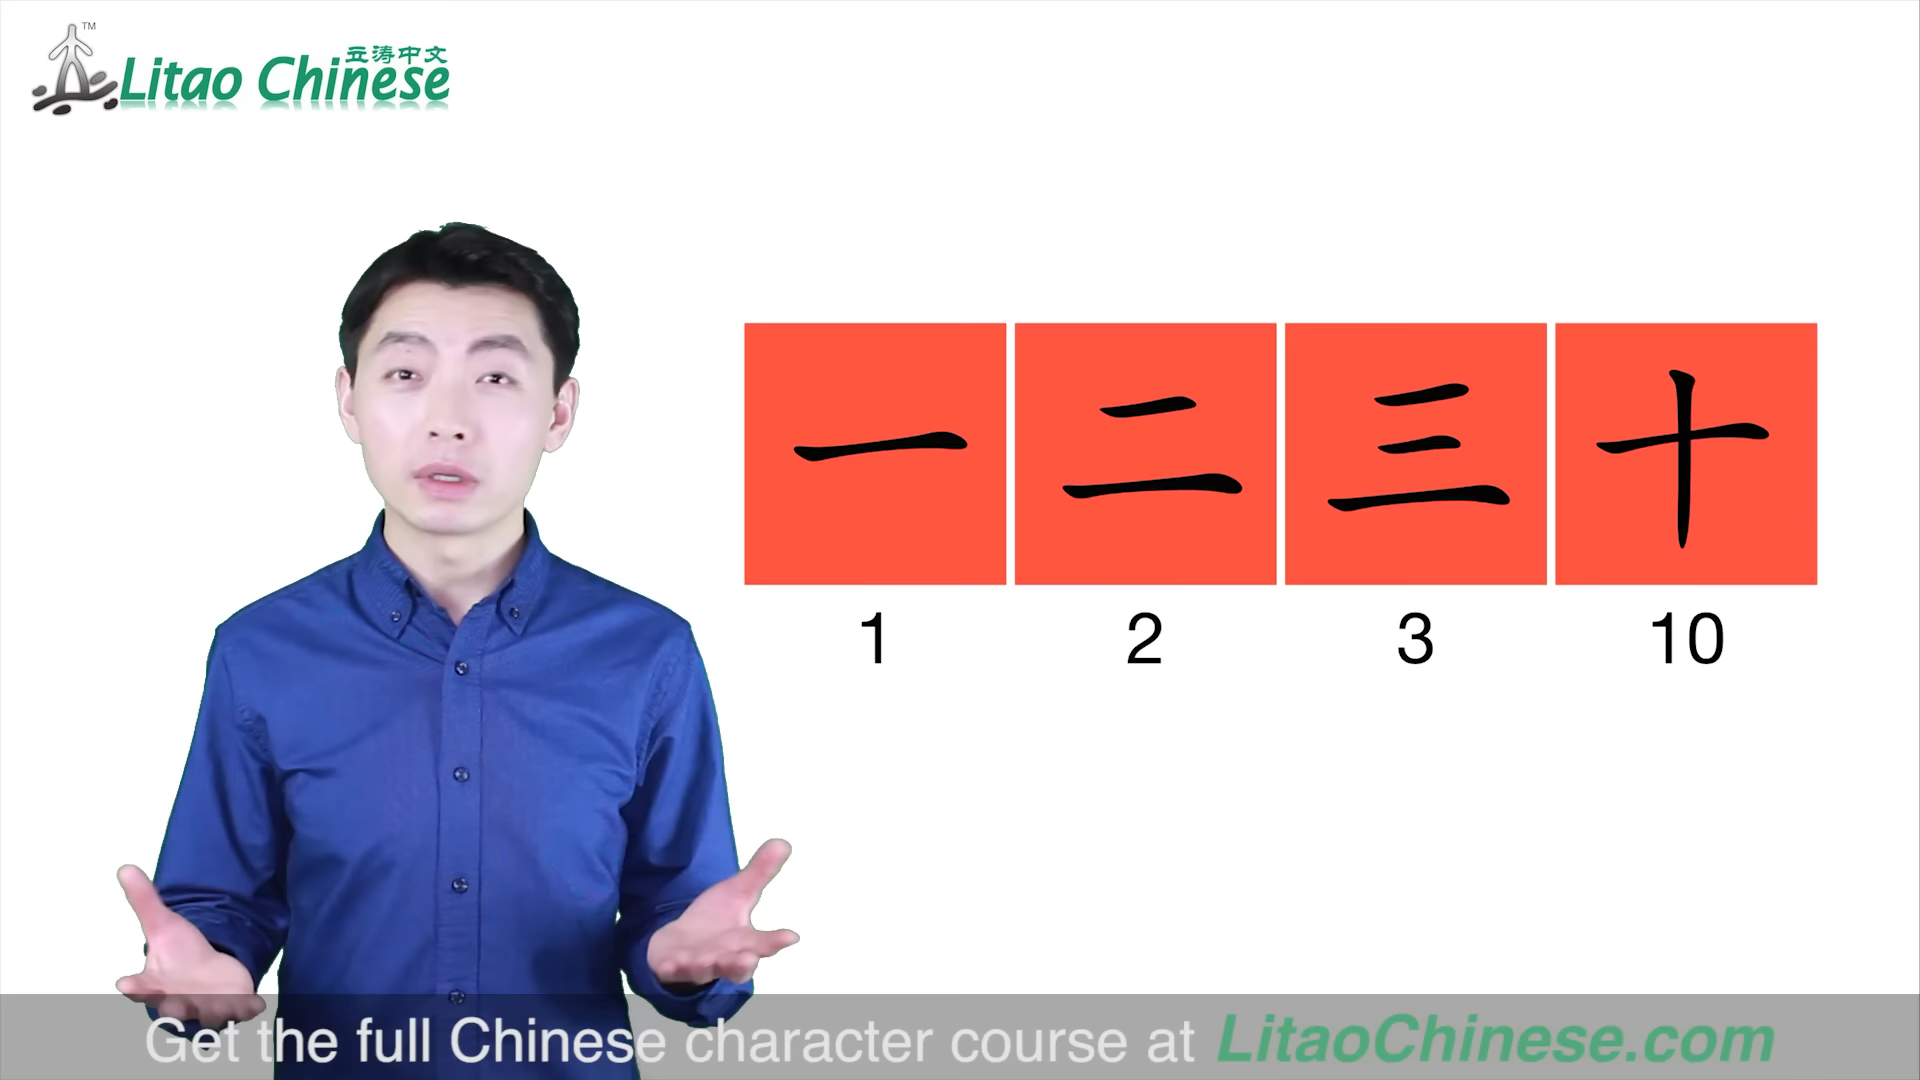 TM
立涛中文
Litao Chinese
一 二 三 十
1 2 3 10
Get the full Chinese character course at LitaoChinese.com